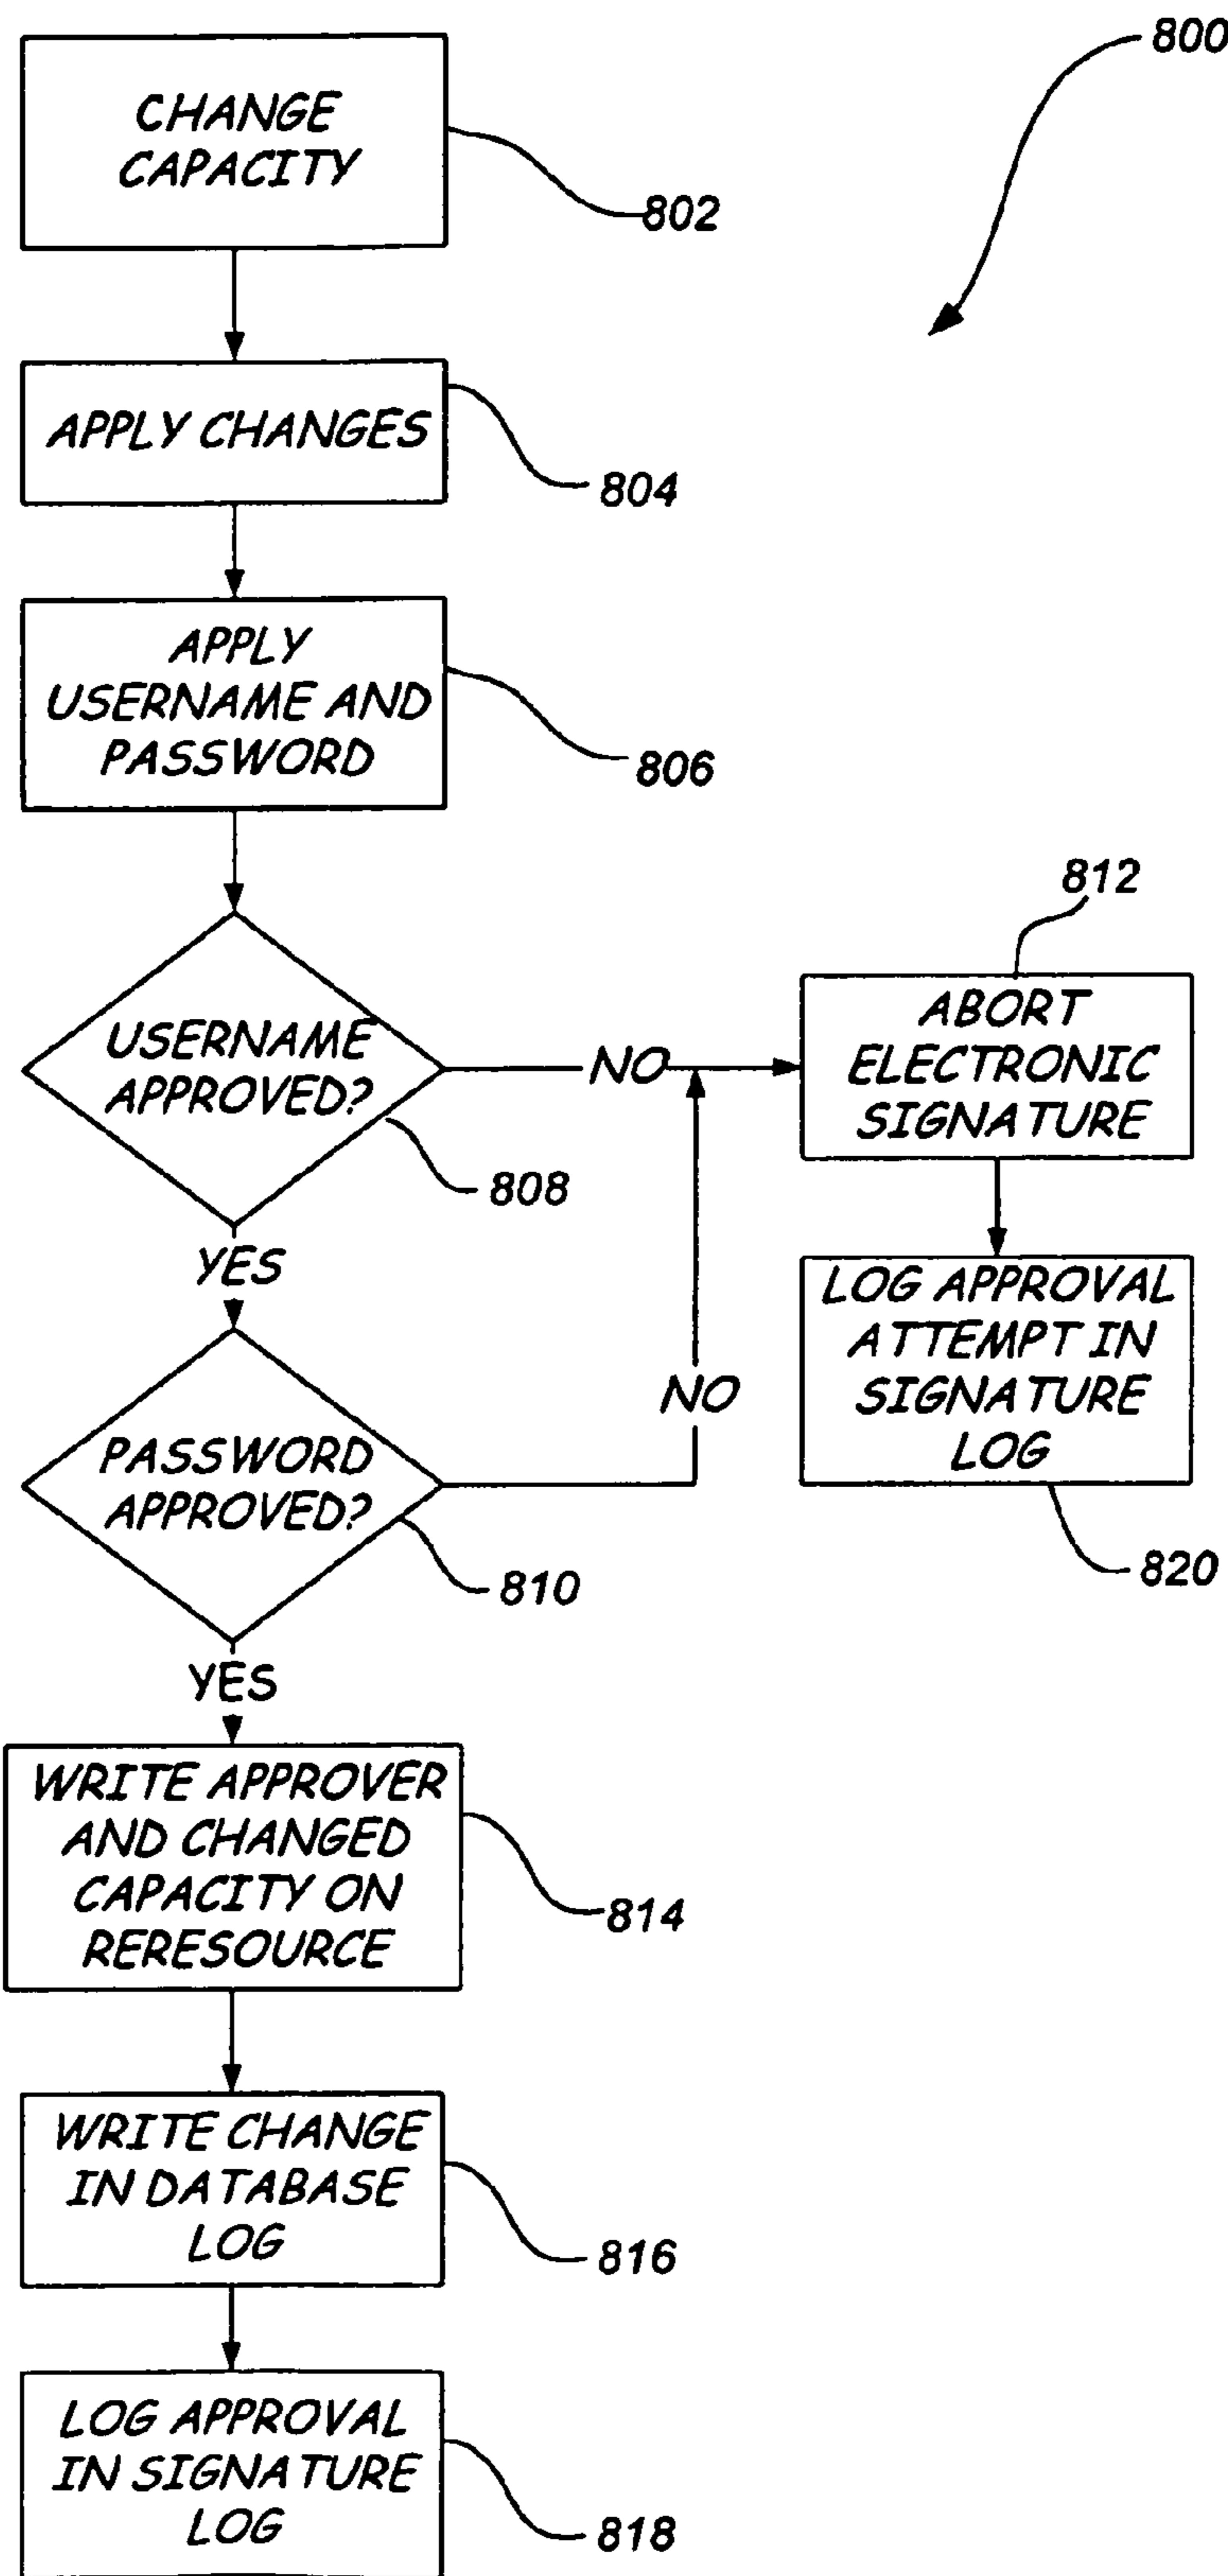 800
CHANGE
CAPACITY
802
APPLY CHANGES
804
APPLY
USERNAME AND
PASSWORD
806
USERNAME
APPROVED?
808
NO
812
ABORT
ELECTRONIC
SIGNATURE
YES
LOG APPROVAL
ATTEMPT IN
SIGNATURE
LOG
820
NO
PASSWORD
APPROVED?
810
YES
WRITE APPROVER
AND CHANGED
CAPACITY ON
RERESOURCE
814
WRITE CHANGE
IN DATABASE
LOG
816
LOG APPROVAL
IN SIGNATURE
LOG
818